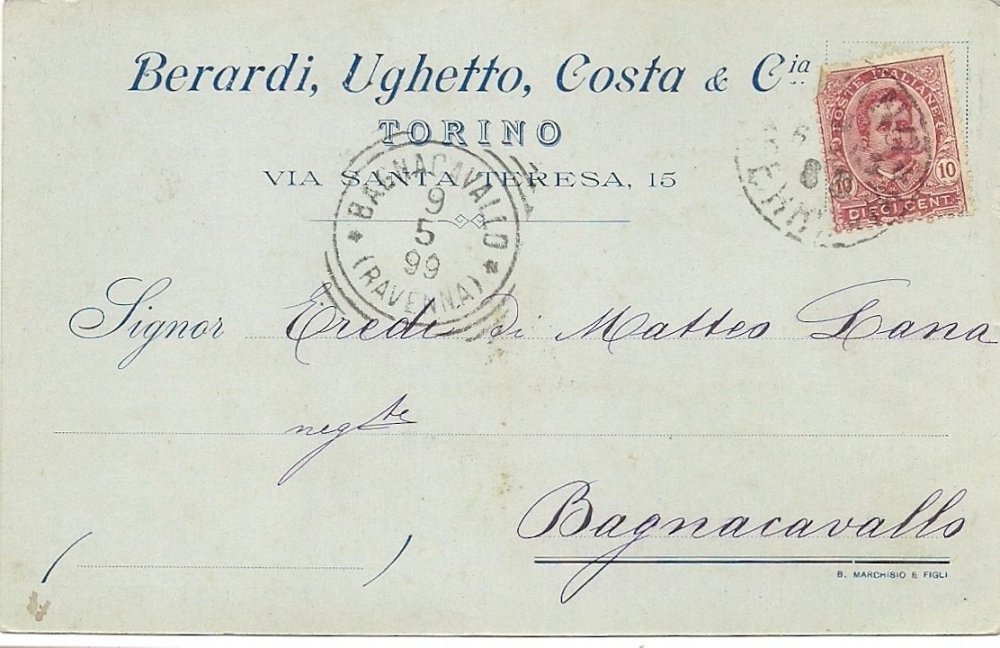 Berardi, Ughetto, Costa & Cia
TORINO
VIA SANTA TERESA, 15
POSTE ITALIANE
10 10
DIECI CENT.
BAGNACAVALLO
9
5
99
(RAVENNA)
Signor Eredi di Matteo Lana
negte
Bagnacavallo
( )
B. MARCHISIO E FIGLI